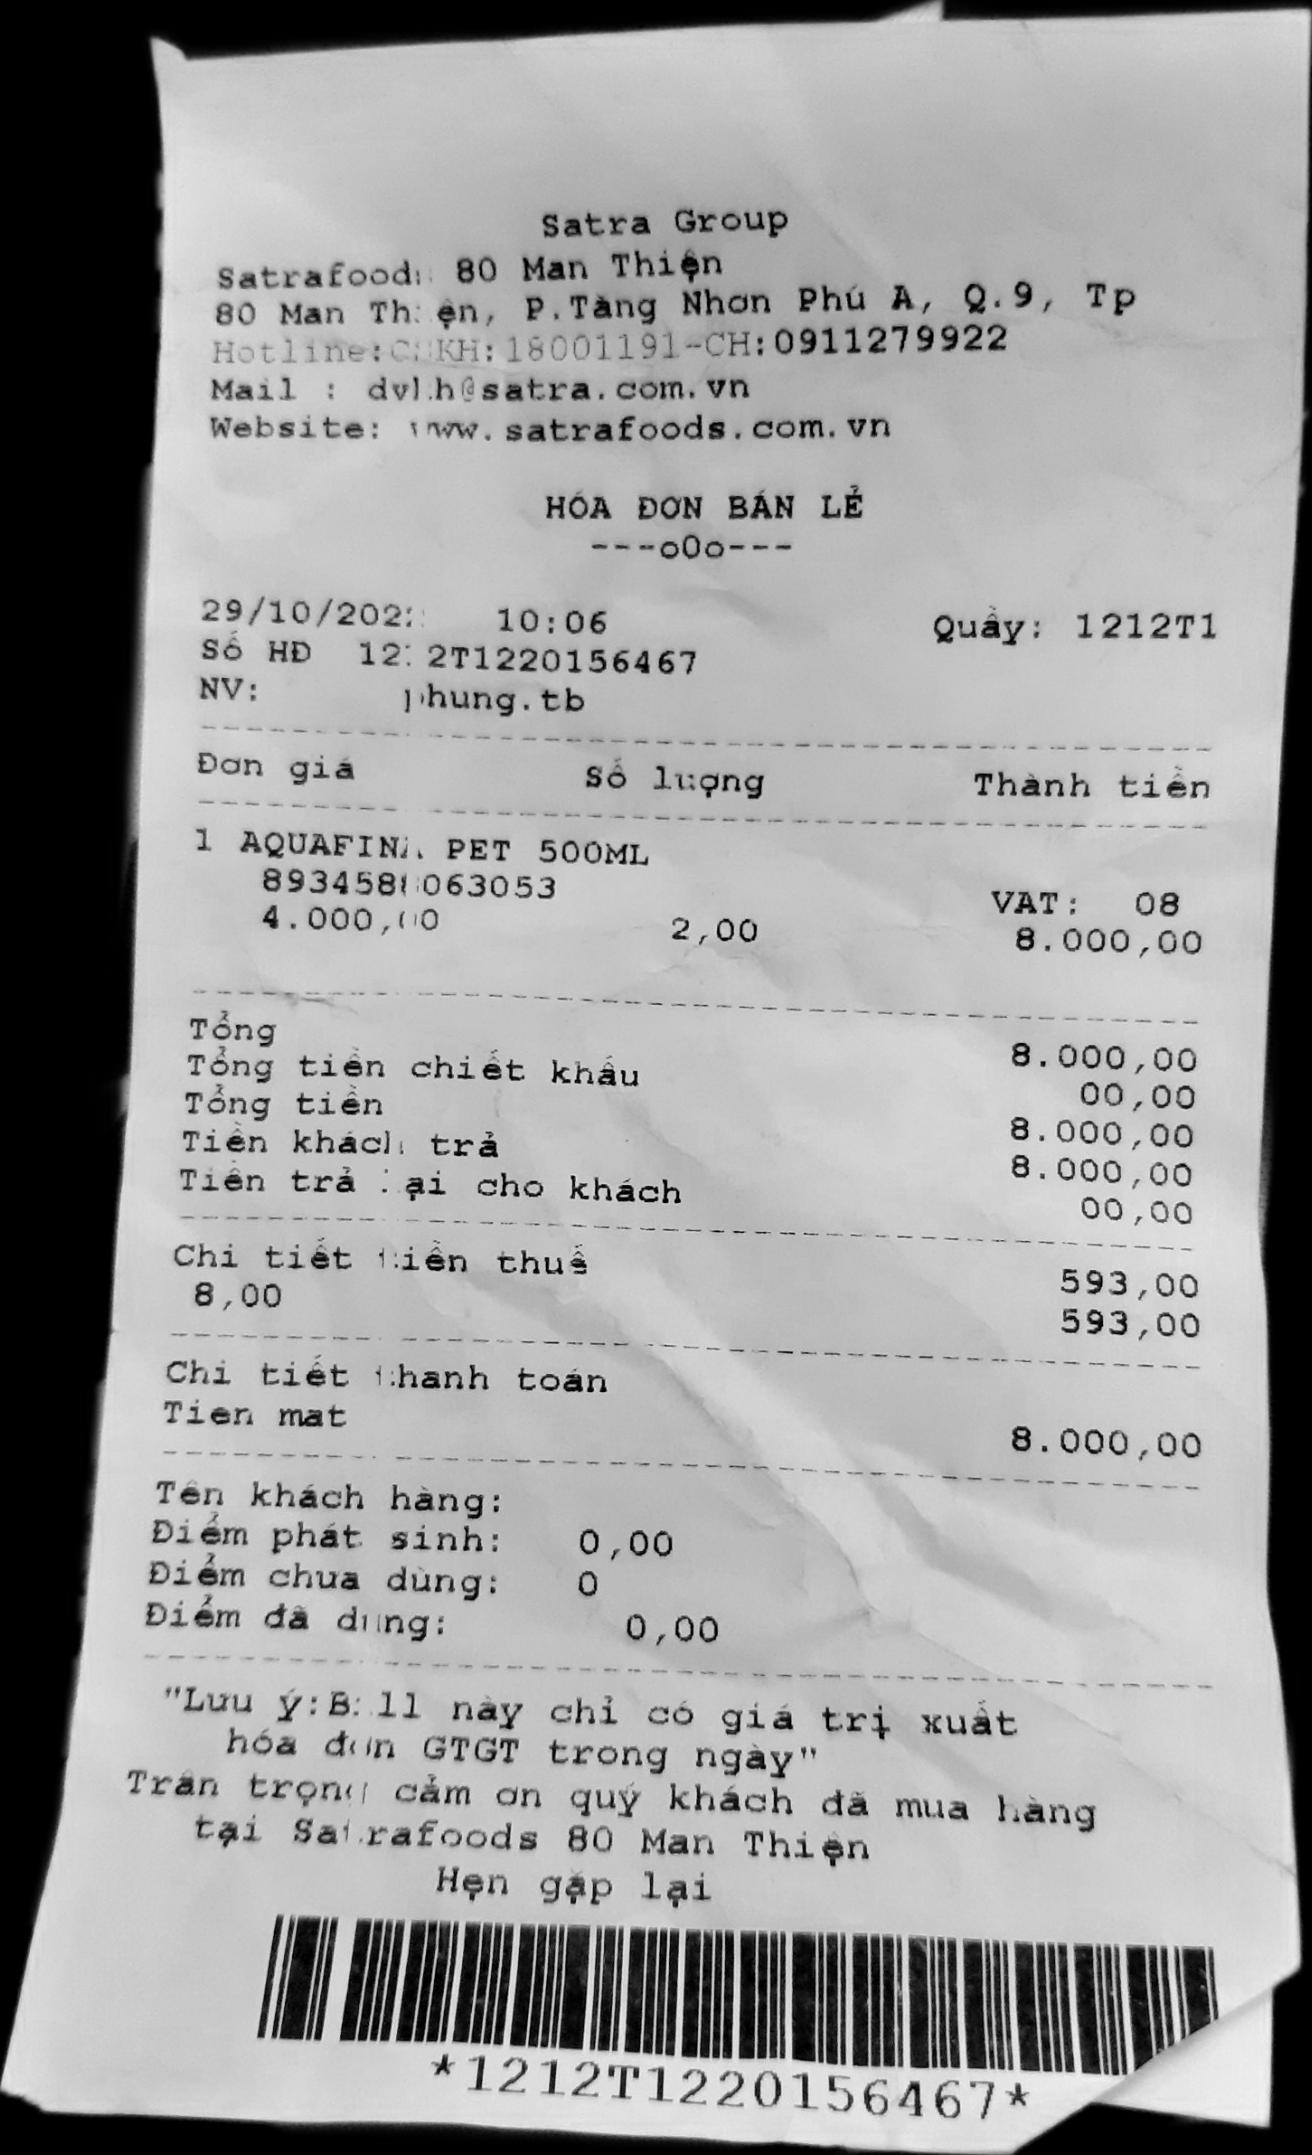 Satra Group
Satrafoods 80 Man Thiện
80 Man Thiện, P.Tăng Nhơn Phú A, Q.9, Tp
Hotline:CSKH:18001191-CH:0911279922
Mail : dvkh@satra.com.vn
Website: www.satrafoods.com.vn
HÓA ĐƠN BÁN LẺ
---oOo---
29/10/2022 10:06 Quầy: 1212T1
Số HĐ 1212T1220156467
NV: phung.tb
Đơn giá Số lượng Thành tiền
1 AQUAFINA PET 500ML
8934588063053 VAT: 08
4.000,00 2,00 8.000,00
Tổng 8.000,00
Tổng tiền chiết khấu 00,00
Tổng tiền 8.000,00
Tiền khách trả 8.000,00
Tiền trả lại cho khách 00,00
Chi tiết tiền thuế 593,00
8,00 593,00
Chi tiết thanh toán
Tien mat 8.000,00
Tên khách hàng:
Điểm phát sinh: 0,00
Điểm chưa dùng: 0
Điểm đã dùng: 0,00
"Lưu ý:Bill này chỉ có giá trị xuất
hóa đơn GTGT trong ngày"
Trân trọng cảm ơn quý khách đã mua hàng
tại Satrafoods 80 Man Thiện
Hẹn gặp lại
*1212T1220156467*